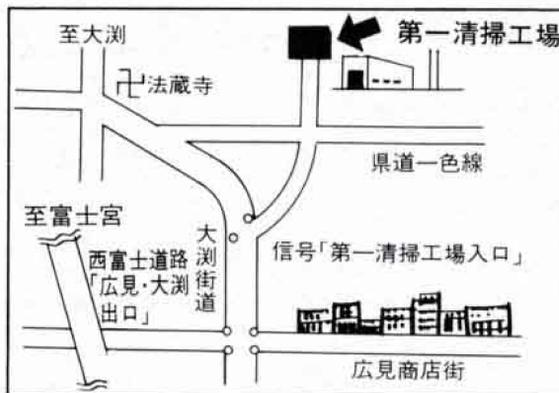 至大渕
第一清掃工場
卍法蔵寺
県道一色線
至富士宮
大渕街道
信号「第一清掃工場入口」
西富士道路
「広見・大渕
出口」
広見商店街